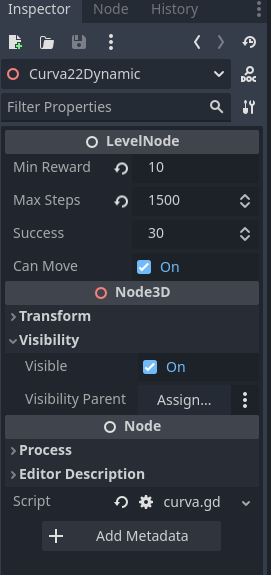 Inspector Node History
Curva22Dynamic
DOC
Filter Properties
LevelNode
Min Reward 10
Max Steps 1500
Success 30
Can Move On
Node3D
Transform
Visibility
Visible On
Visibility Parent Assign...
Node
Process
Editor Description
Script curva.gd
Add Metadata